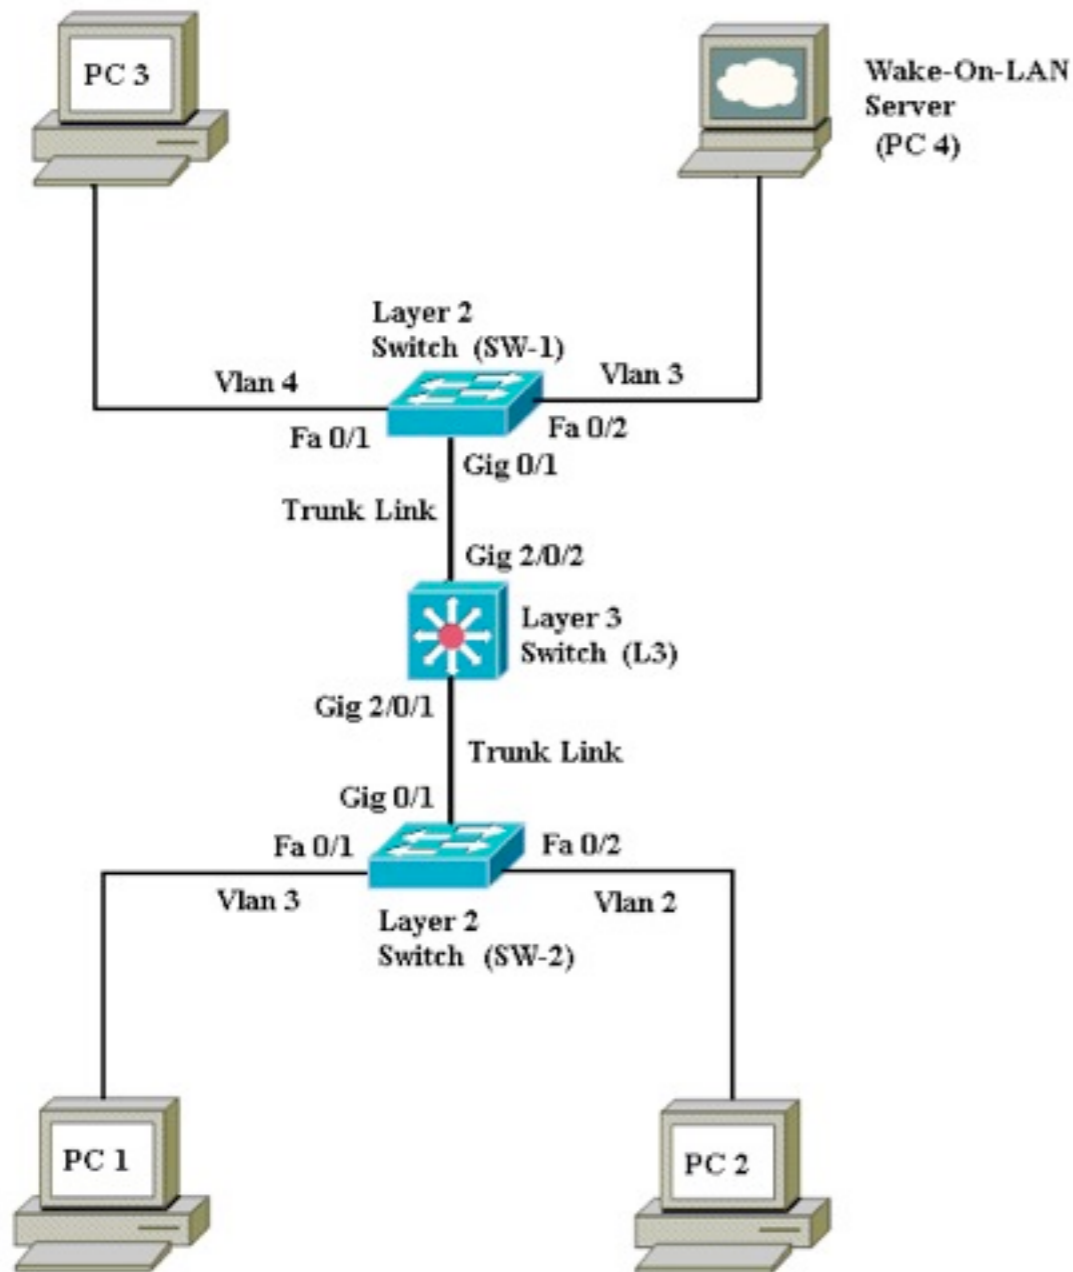 PC 3
Wake-On-LAN
Server
(PC 4)
Layer 2
Switch (SW-1)
Vlan 4
Vlan 3
Fa 0/1
Fa 0/2
Gig 0/1
Trunk Link
Gig 2/0/2
Layer 3
Switch (L3)
Gig 2/0/1
Trunk Link
Gig 0/1
Fa 0/1
Fa 0/2
Vlan 3
Vlan 2
Layer 2
Switch (SW-2)
PC 1
PC 2